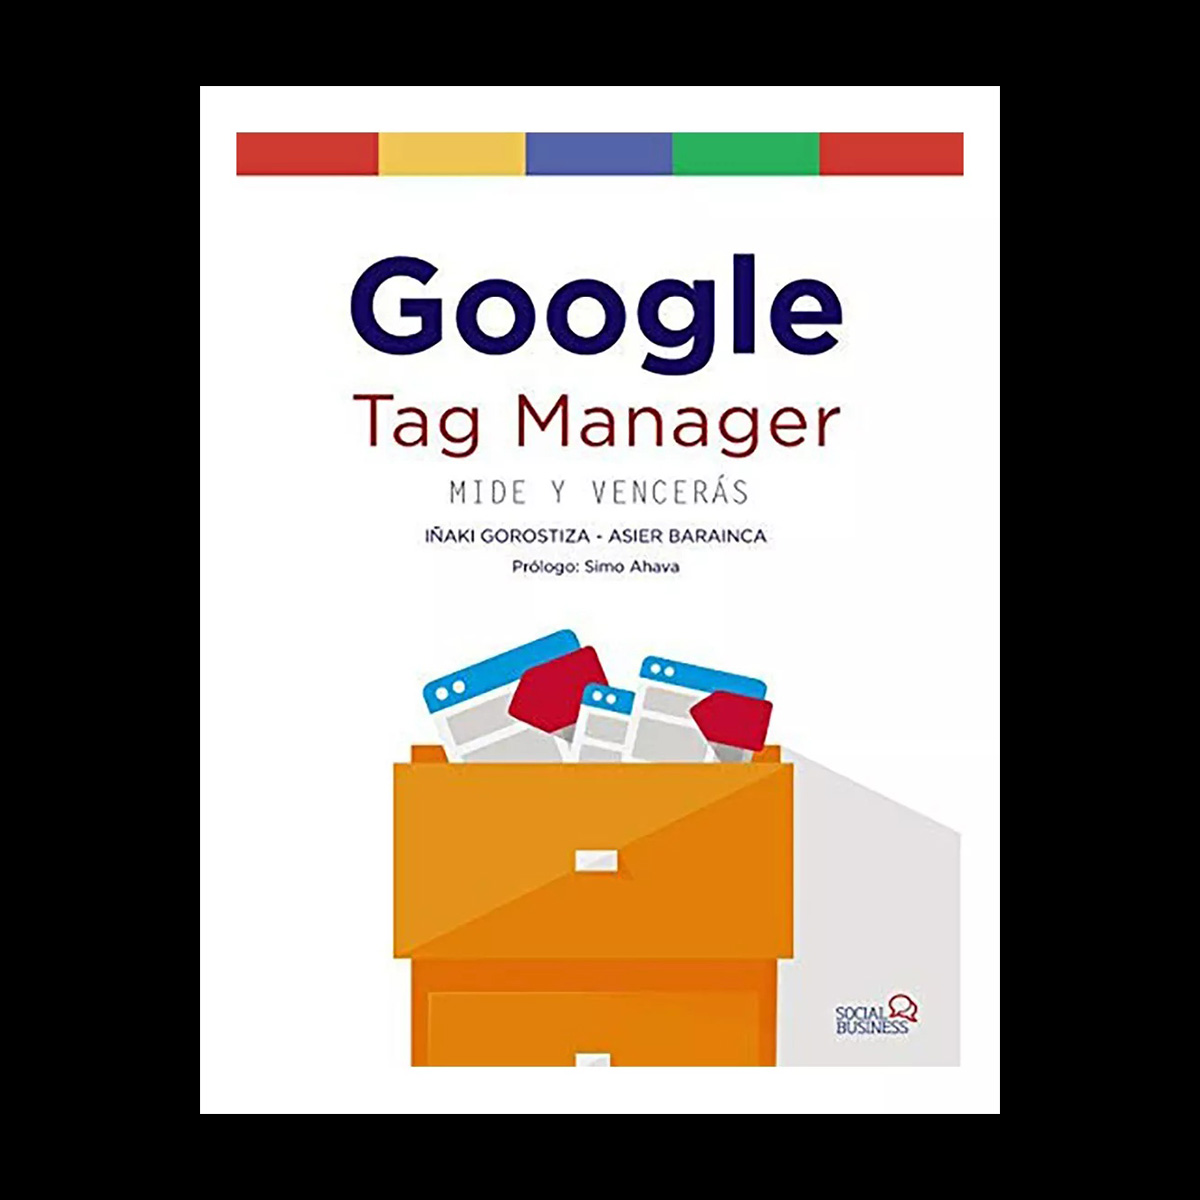 Google
Tag Manager
MIDE Y VENCERÁS
IÑAKI GOROSTIZA - ASIER BARAINCA
Prólogo: Simo Ahava
SOCIAL
BUSINESS